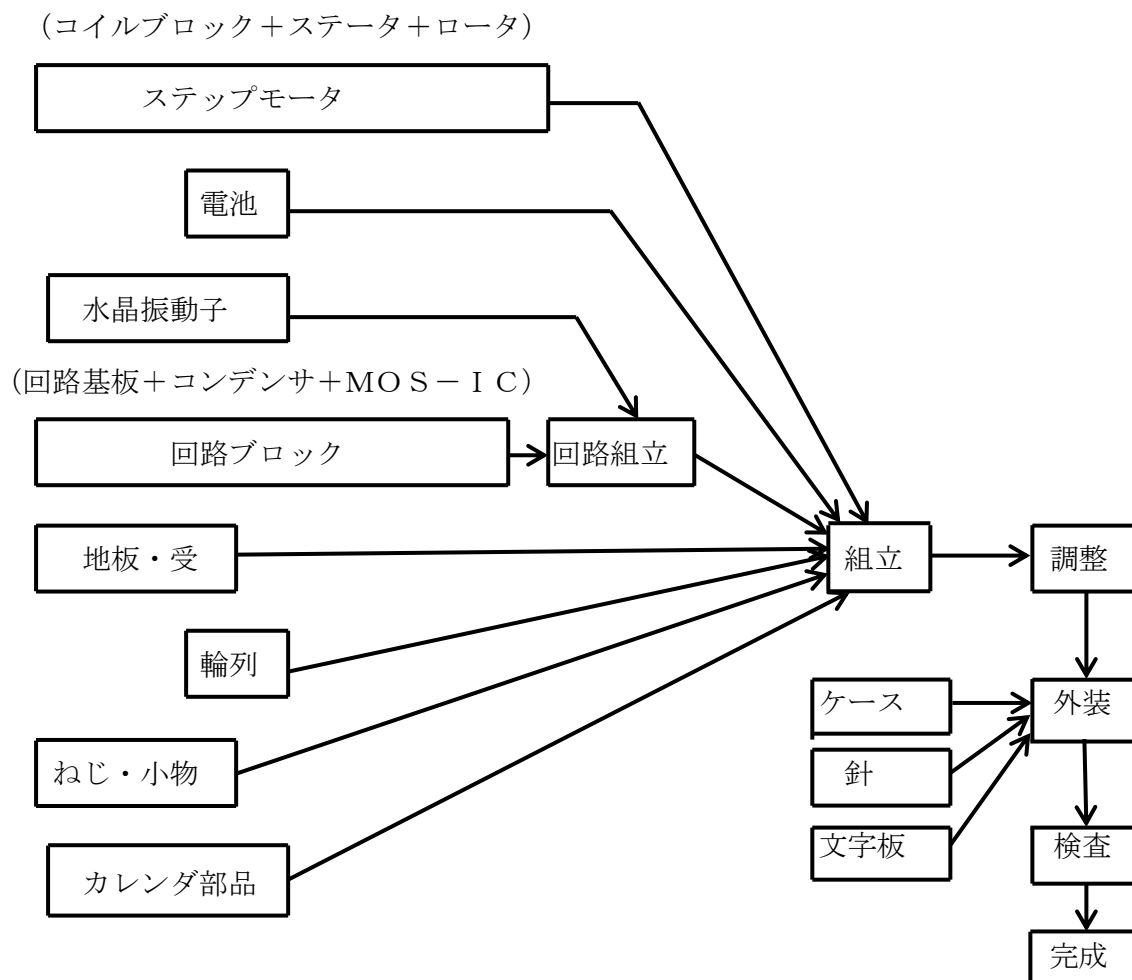 （コイルブロック＋ステータ＋ロータ）
ステップモータ
電池
水晶振動子
（回路基板＋コンデンサ＋ＭＯＳ－ＩＣ）
回路ブロック
回路組立
地板・受
組立
調整
輪列
ケース
外装
ねじ・小物
針
文字板
検査
カレンダ部品
完成